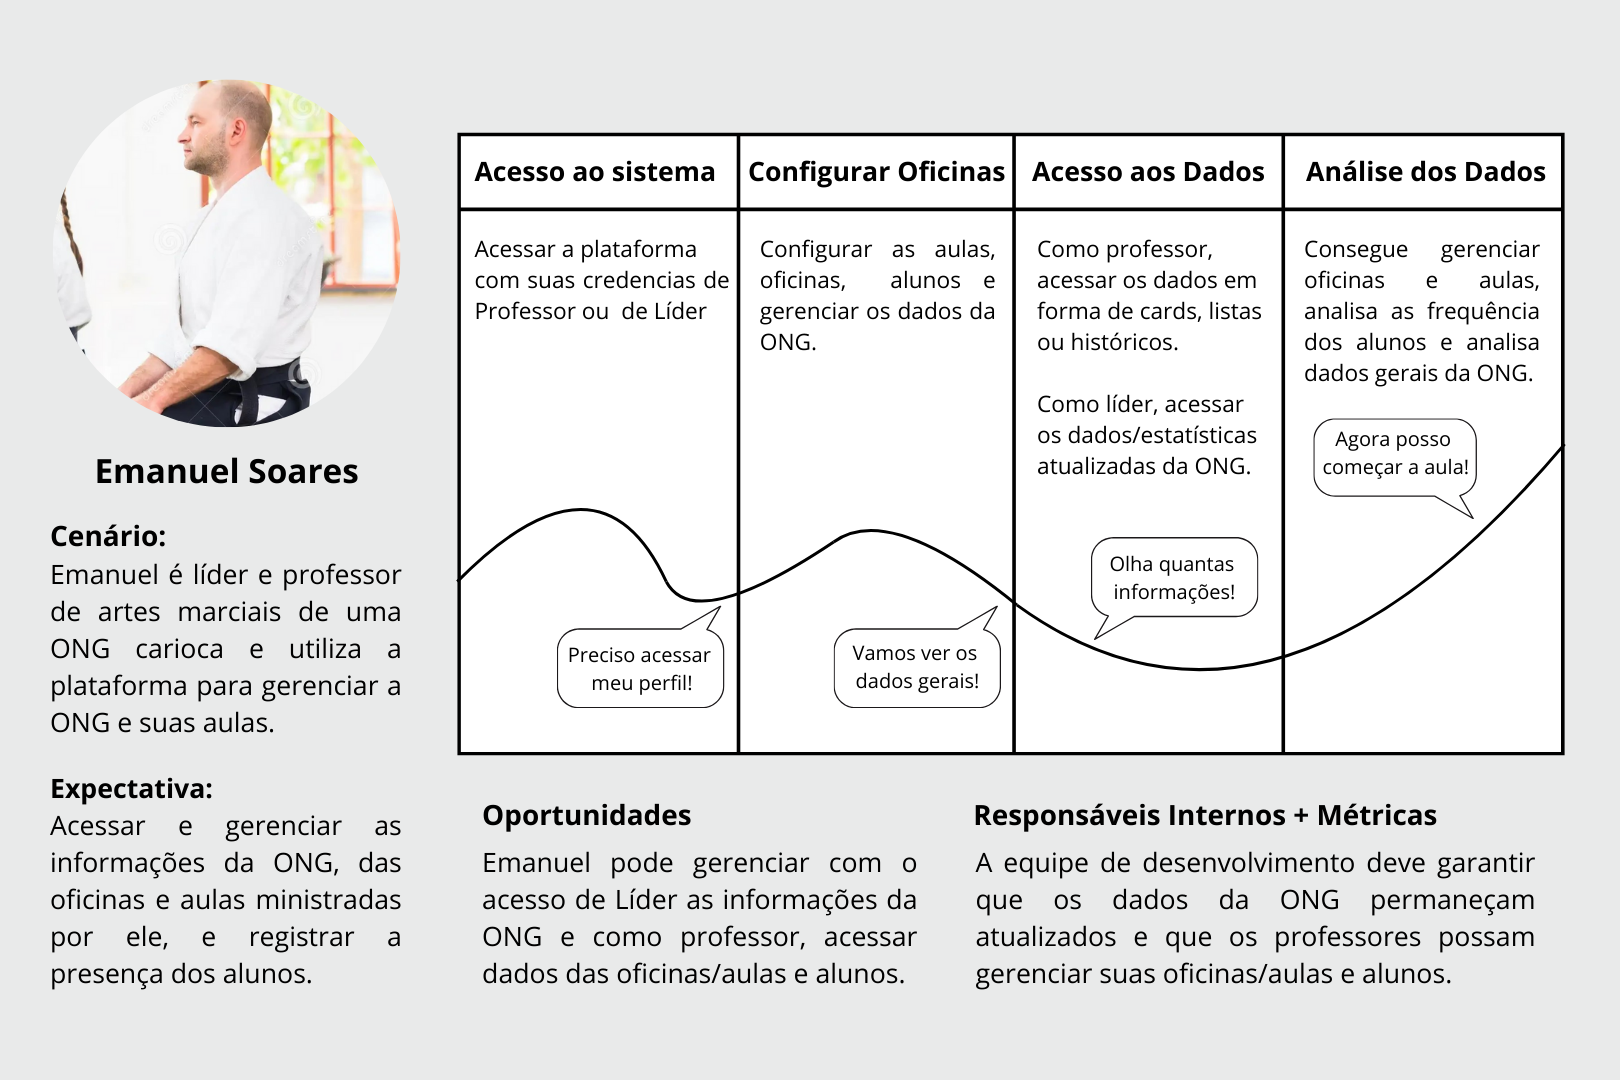 Emanuel Soares
Cenário:
Emanuel é líder e professor
de artes marciais de uma
ONG carioca e utiliza a
plataforma para gerenciar a
ONG e suas aulas.
Expectativa:
Acessar e gerenciar as
informações da ONG, das
oficinas e aulas ministradas
por ele, e registrar a
presença dos alunos.
Acesso ao sistema
Acessar a plataforma
com suas credencias de
Professor ou  de Líder
Preciso acessar
meu perfil!
Configurar Oficinas
Configurar as aulas,
oficinas, alunos e
gerenciar os dados da
ONG.
Vamos ver os
dados gerais!
Acesso aos Dados
Como professor,
acessar os dados em
forma de cards, listas
ou históricos.
Como líder, acessar
os dados/estatísticas
atualizadas da ONG.
Olha quantas
informações!
Análise dos Dados
Consegue gerenciar
oficinas e aulas,
analisa as frequência
dos alunos e analisa
dados gerais da ONG.
Agora posso
começar a aula!
Oportunidades
Emanuel pode gerenciar com o
acesso de Líder as informações da
ONG e como professor, acessar
dados das oficinas/aulas e alunos.
Responsáveis Internos + Métricas
A equipe de desenvolvimento deve garantir
que os dados da ONG permaneçam
atualizados e que os professores possam
gerenciar suas oficinas/aulas e alunos.